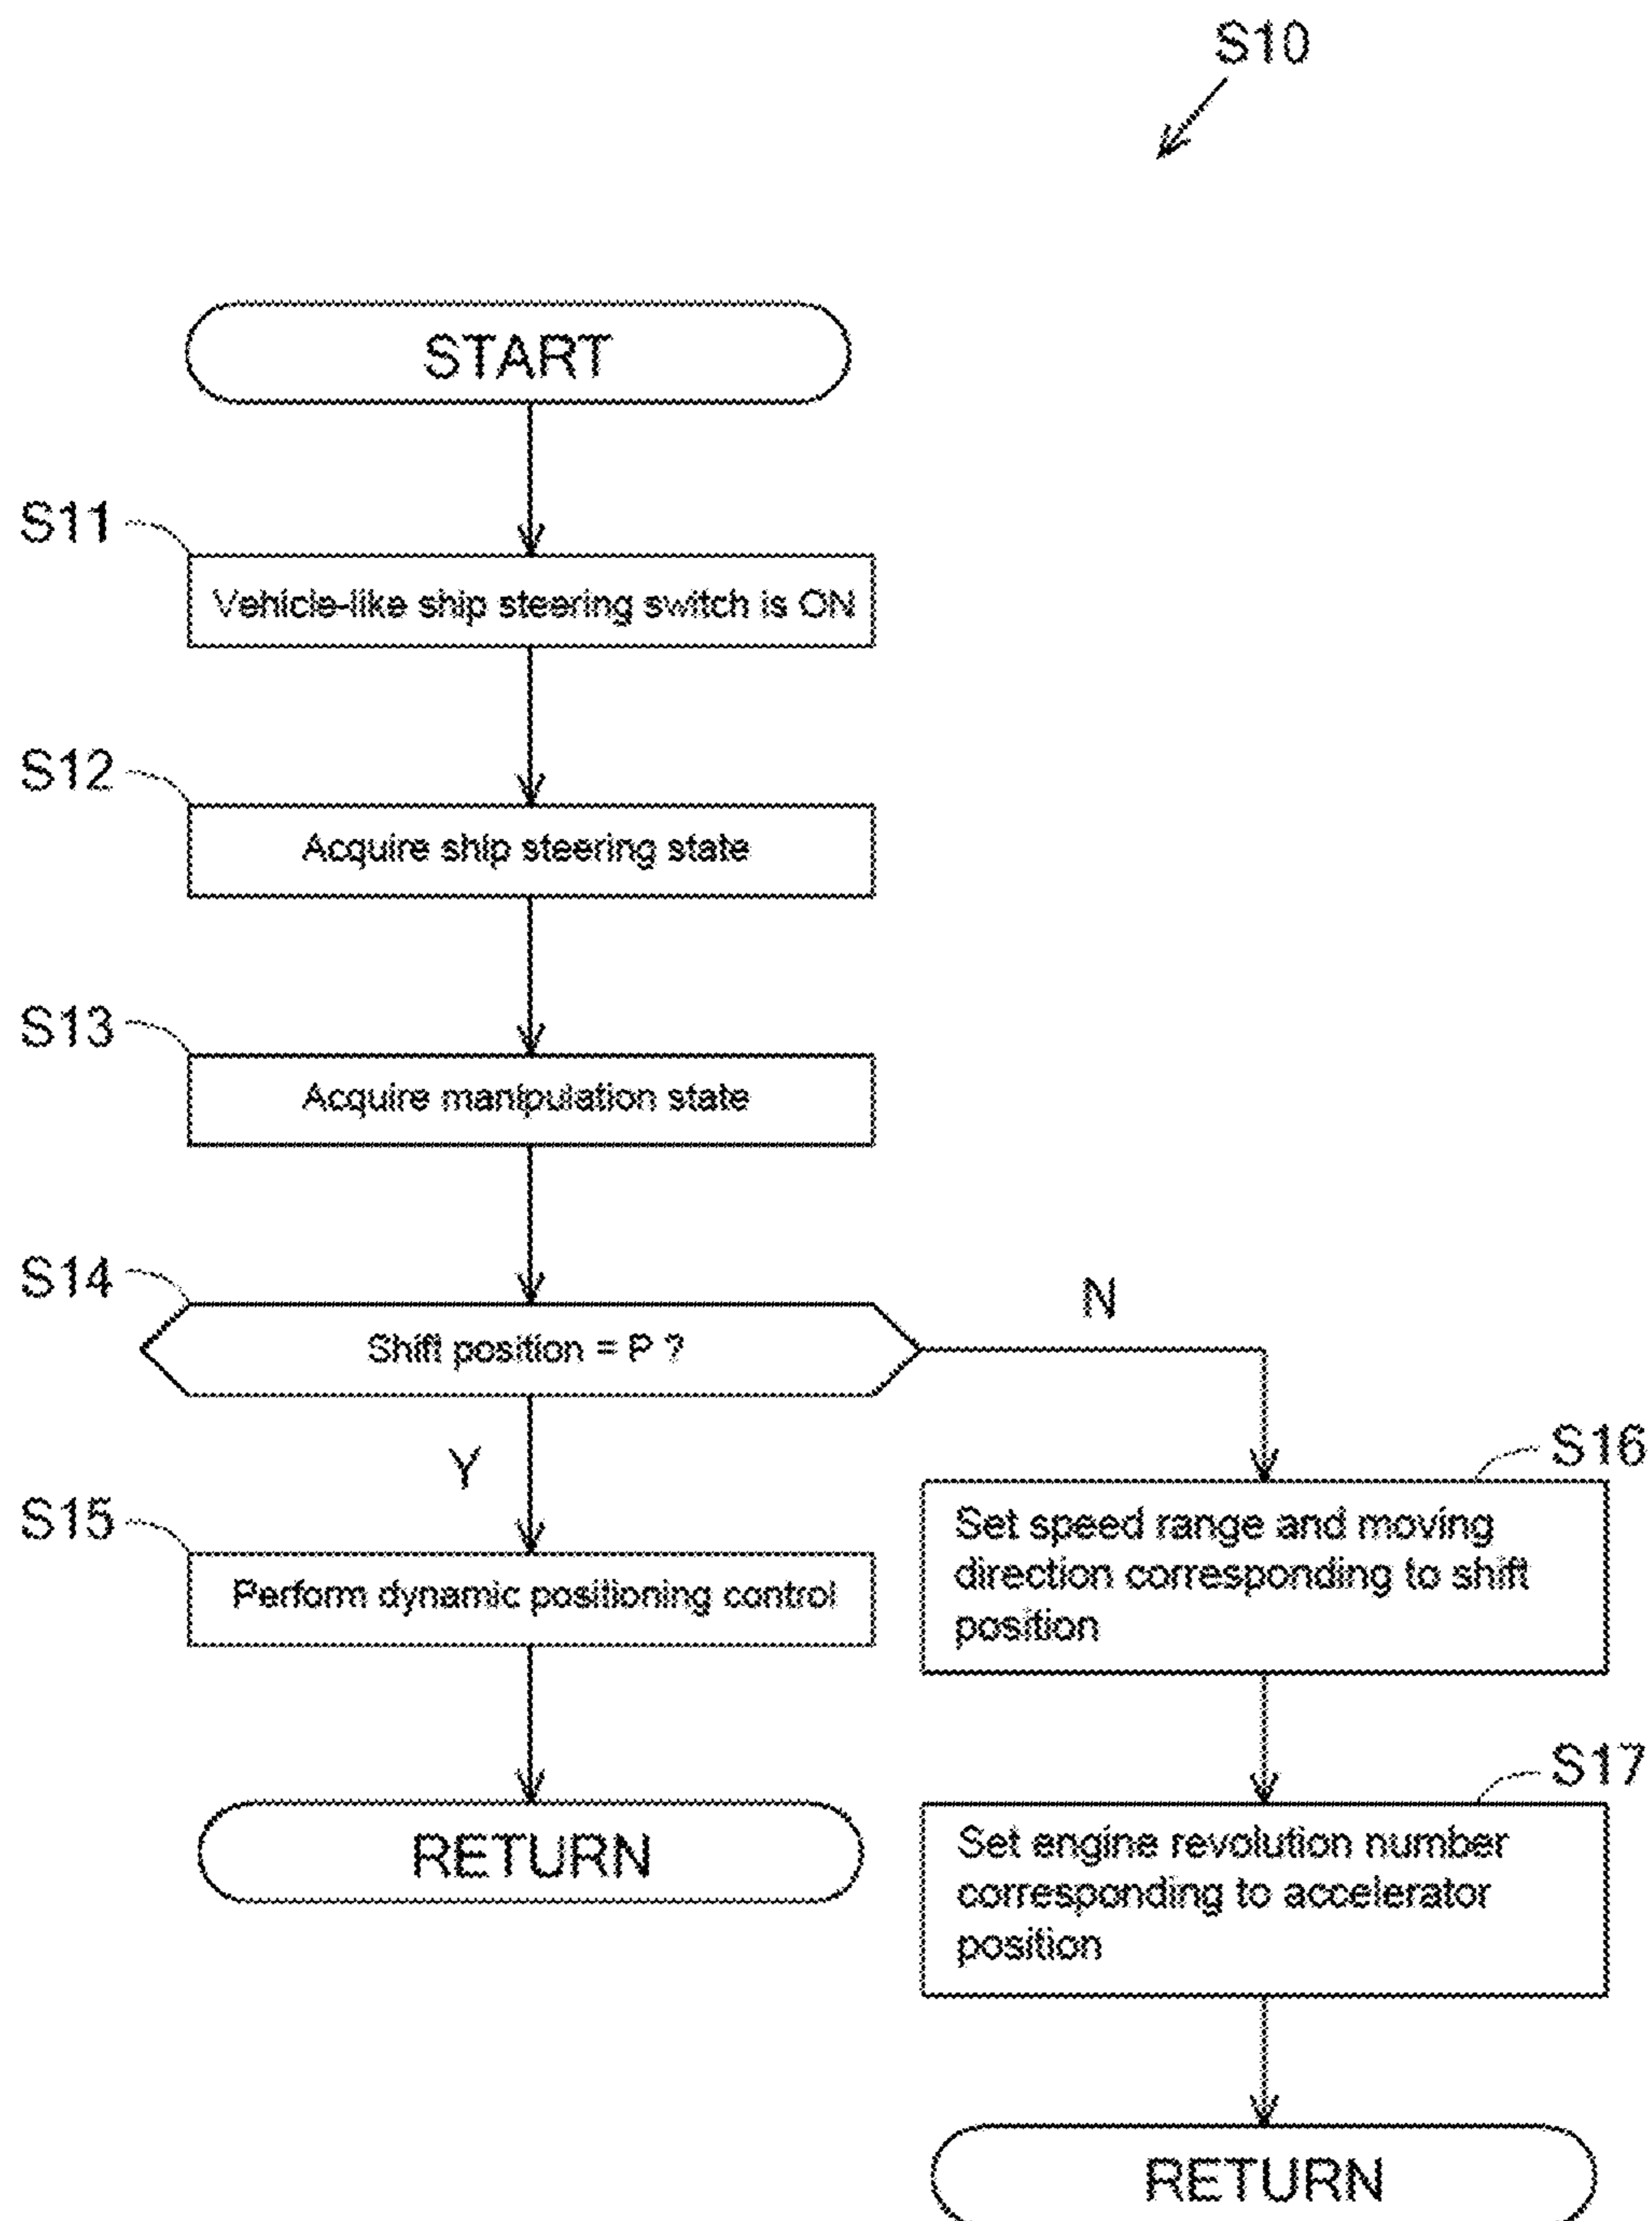 S10
START
S11
Vehicle-like ship steering switch is ON
S12
Acquire ship steering state
S13
Acquire manipulation state
S14
Shift position = P ?
N
Y
S15
Perform dynamic positioning control
RETURN
S16
Set speed range and moving
direction corresponding to shift
position
S17
Set engine revolution number
corresponding to accelerator
position
RETURN